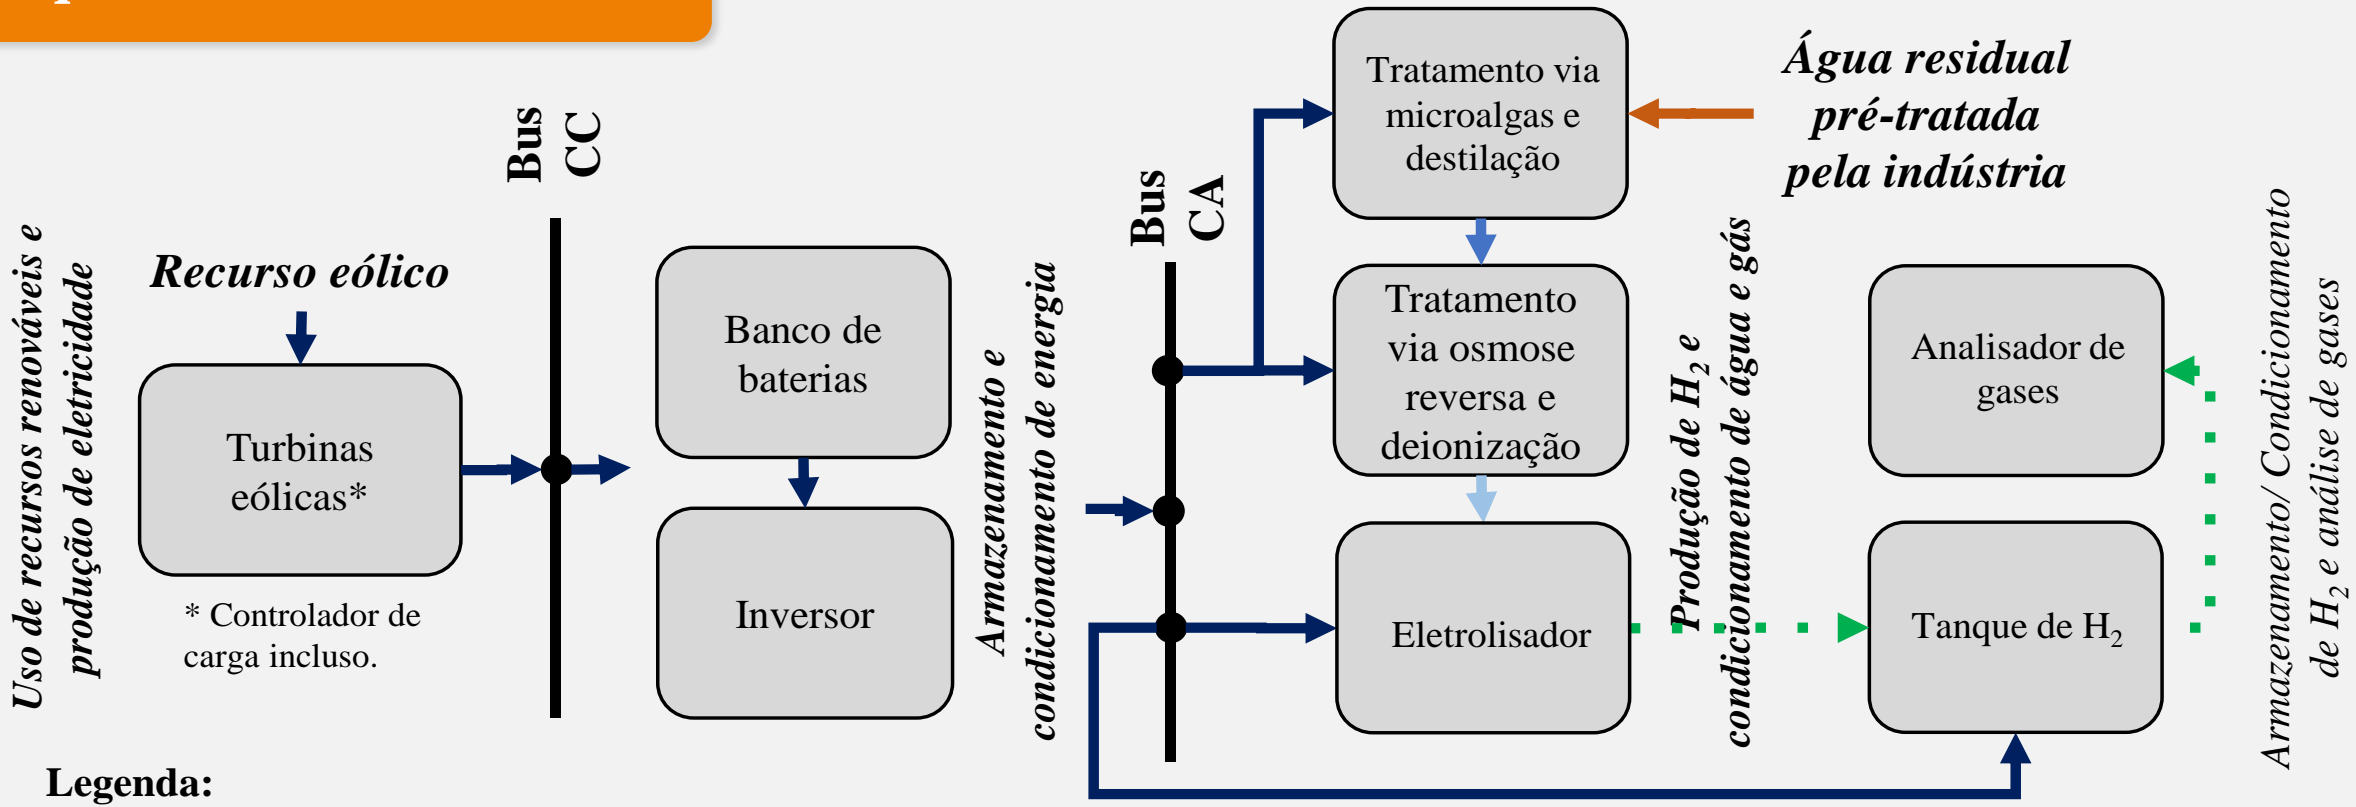 Uso de recursos renováveis e
produção de eletricidade
Recurso eólico
Turbinas
eólicas*
* Controlador de
carga incluso.
Bus
CC
Banco de
baterias
Inversor
Armazenamento e
condicionamento de energia
Bus
CA
Tratamento via
microalgas e
destilação
Água residual
pré-tratada
pela indústria
Tratamento
via osmose
reversa e
deionização
Eletrolisador
Produção de H₂ e
condicionamento de água e gás
Analisador de
gases
Tanque de H₂
Armazenamento/ Condicionamento
de H₂ e análise de gases
Legenda: